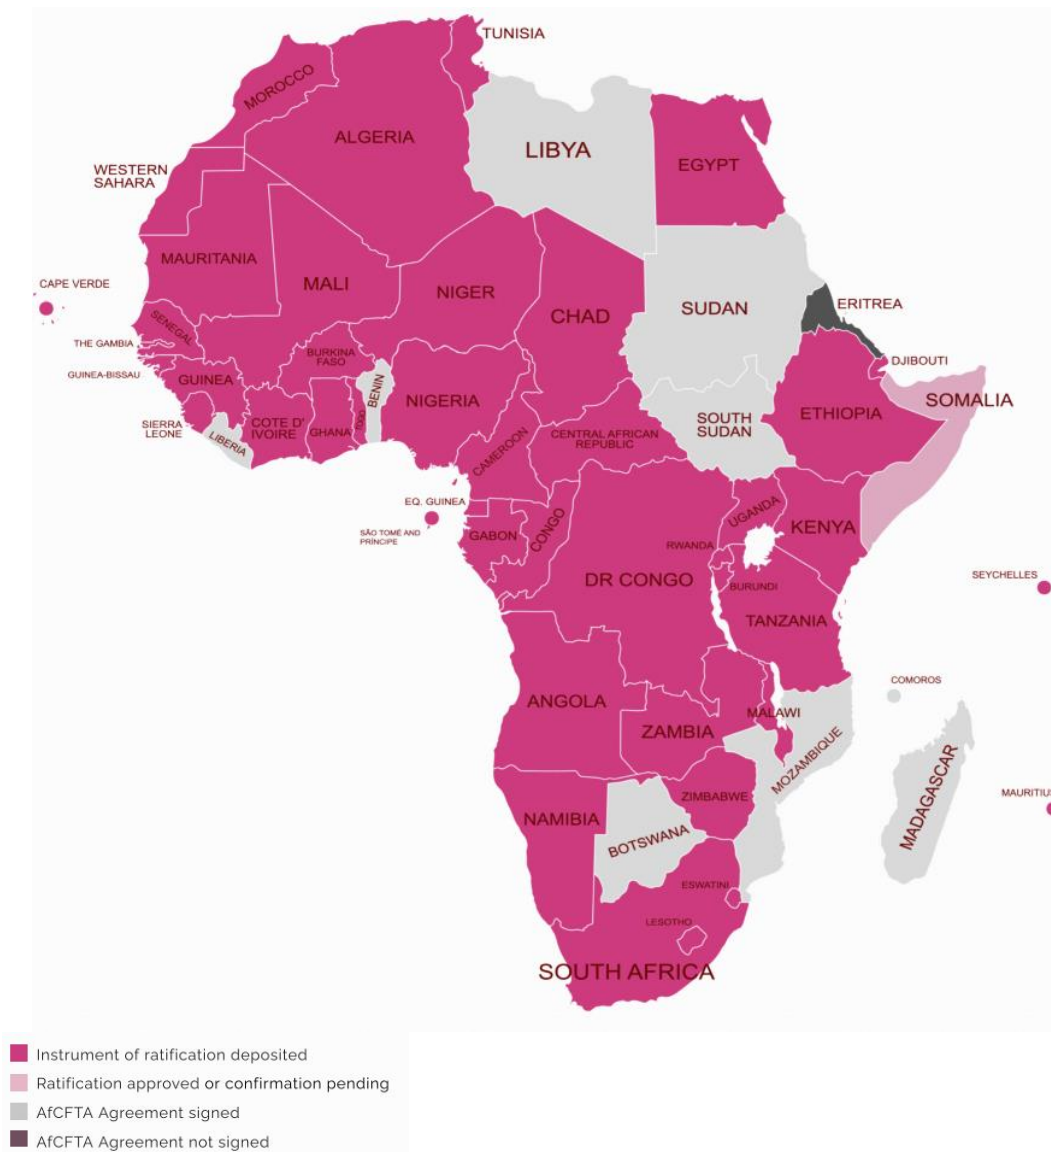 TUNISIA
MOROCCO
ALGERIA
LIBYA
EGYPT
WESTERN
SAHARA
MAURITANIA
MALI
NIGER
CHAD
SUDAN
ERITREA
CAPE VERDE
SENEGAL
THE GAMBIA
GUINEA-BISSAU
GUINEA
BURKINA
FASO
BENIN
NIGERIA
DJIBOUTI
SOMALIA
ETHIOPIA
SIERRA
LEONE
LIBERIA
COTE D'
IVOIRE
GHANA
TOGO
CAMEROON
CENTRAL AFRICAN
REPUBLIC
SOUTH
SUDAN
EQ. GUINEA
SÃO TOMÉ AND
PRÍNCIPE
GABON
CONGO
UGANDA
KENYA
RWANDA
DR CONGO
BURUNDI
SEYCHELLES
TANZANIA
COMOROS
ANGOLA
ZAMBIA
MALAWI
MOZAMBIQUE
MADAGASCAR
MAURITIUS
NAMIBIA
ZIMBABWE
BOTSWANA
ESWATINI
LESOTHO
SOUTH AFRICA
Instrument of ratification deposited
Ratification approved or confirmation pending
AfCFTA Agreement signed
AfCFTA Agreement not signed